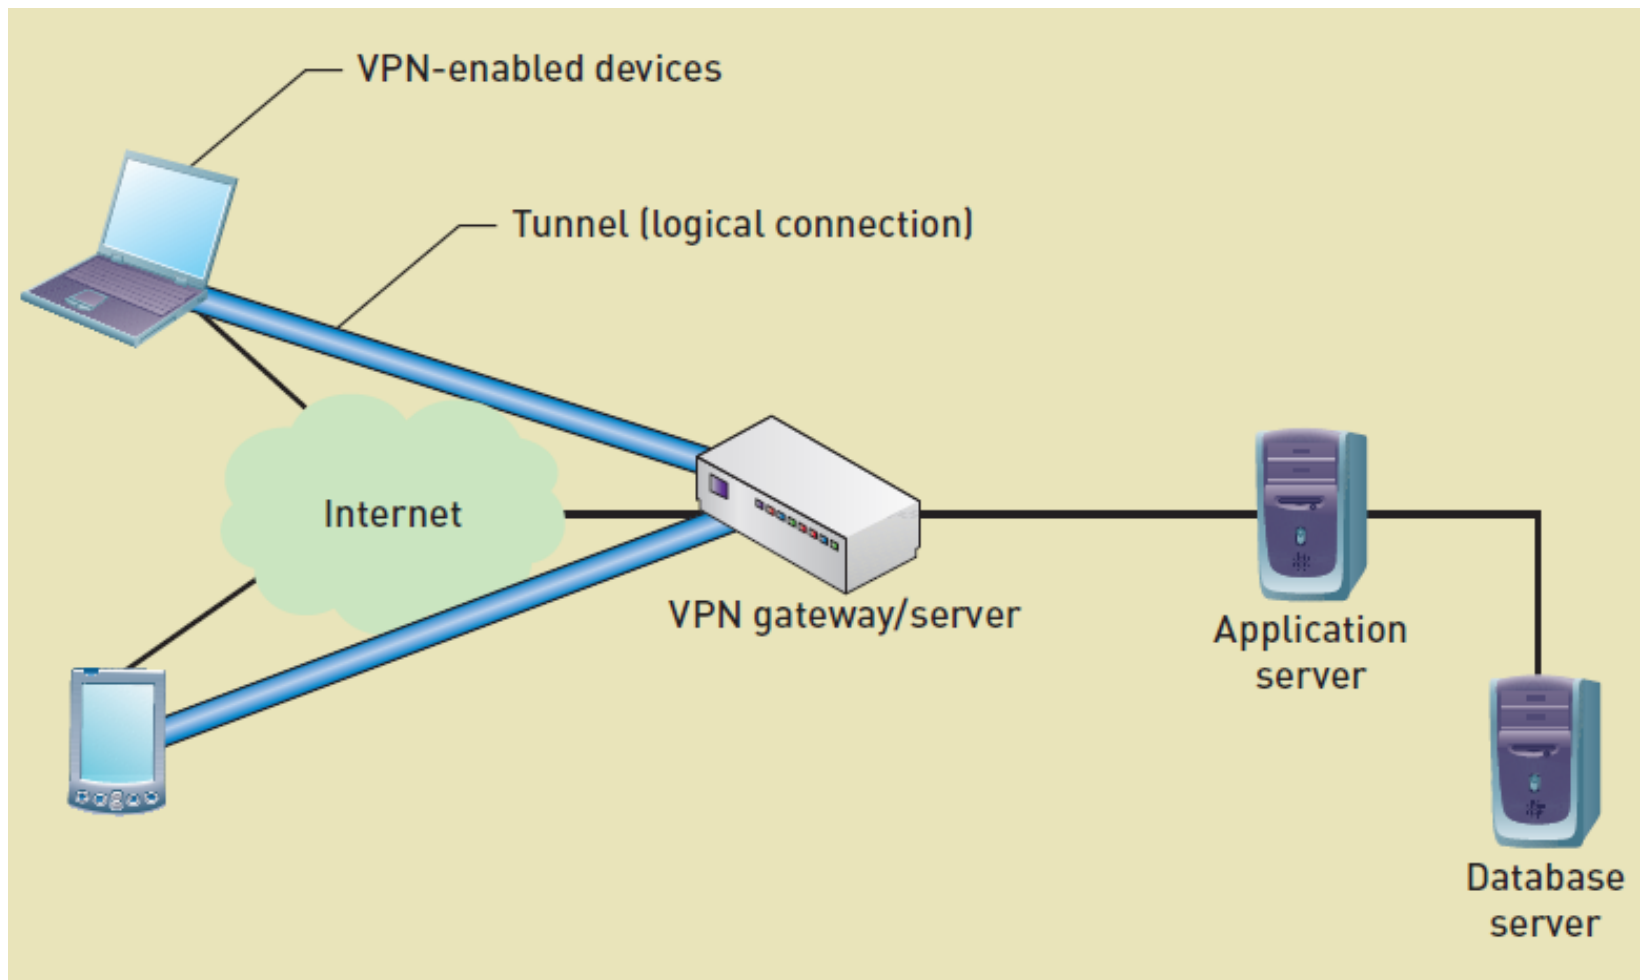 VPN-enabled devices
Tunnel (logical connection)
Internet
VPN gateway/server
Application
server
Database
server